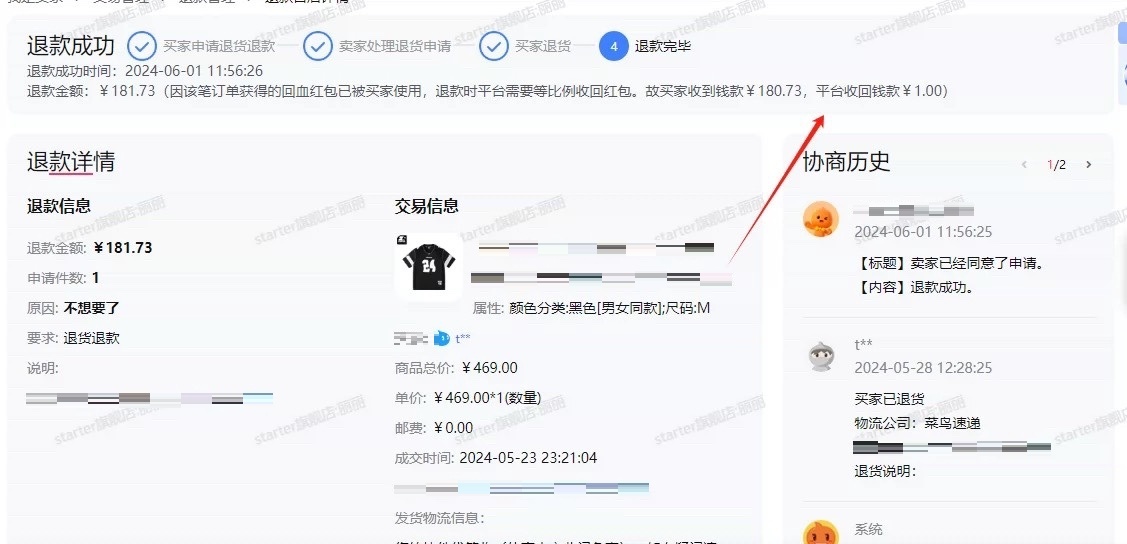 退款成功 买家申请退货退款 卖家处理退货申请 买家退货 4 退款完毕
退款成功时间：2024-06-01 11:56:26
退款金额：￥181.73（因该笔订单获得的回血红包已被买家使用，退款时平台需要等比例收回红包。故买家收到钱款￥180.73，平台收回钱款￥1.00）
退款详情
退款信息
退款金额: ￥181.73
申请件数: 1
原因: 不想要了
要求: 退货退款
说明:
交易信息
24
属性: 颜色分类:黑色[男女同款];尺码:M
t**
商品总价: ￥469.00
单价: ￥469.00*1(数量)
邮费: ￥0.00
成交时间: 2024-05-23 23:21:04
发货物流信息:
协商历史 1/2
2024-06-01 11:56:25
【标题】卖家已经同意了申请。
【内容】退款成功。
t**
2024-05-28 12:28:25
买家已退货
物流公司：菜鸟速递
退货说明：
系统
starter旗舰店:丽丽